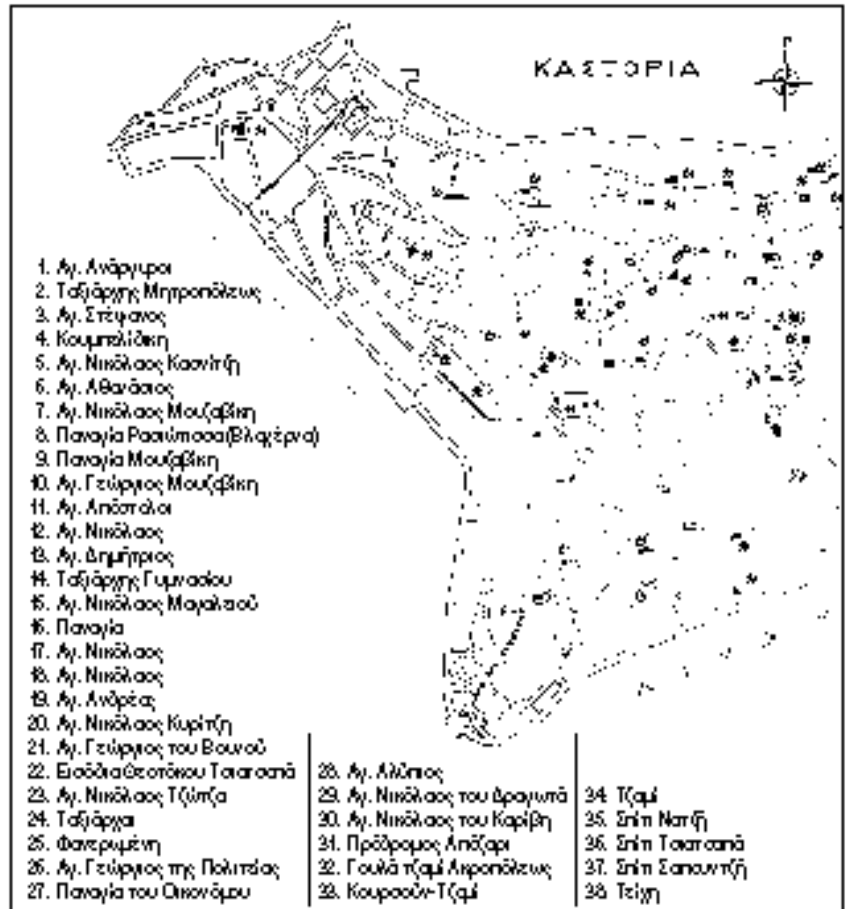 ΚΑΣΤΟΡΙΑ
1. Αγ. Ανάργυροι
2. Ταξιάρχης Μητροπόλεως
3. Αγ. Στέφανος
4. Κουμπελίδικη
5. Αγ. Νικόλαος Κασνίτζη
6. Αγ. Αθανάσιος
7. Αγ. Νικόλαος Μουζαβίκη
8. Παναγία Ρασιώτισσα(Βλαχέρνα)
9. Παναγία Μουζαβίκη
10. Αγ. Γεώργιος Μουζαβίκη
11. Αγ. Απόστολοι
12. Αγ. Νικόλαος
13. Αγ. Δημήτριος
14. Ταξιάρχης Γυμνασίου
15. Αγ. Νικόλαος Μαγαλειού
16. Παναγία
17. Αγ. Νικόλαος
18. Αγ. Νικόλαος
19. Αγ. Ανδρέας
20. Αγ. Νικόλαος Κυρίτζη
21. Αγ. Γεώργιος του Βουνού
22. Εισόδια Θεοτόκου Τσιατσαπά
23. Αγ. Νικόλαος Τζώτζα
24. Ταξιάρχαι
25. Φανερωμένη
26. Αγ. Γεώργιος της Πολιτείας
27. Παναγία του Οικονόμου
28. Αγ. Αλύπιος
29. Αγ. Νικόλαος του Δραγωτά
30. Αγ. Νικόλαος του Καρίβη
31. Πρόδρομος Απόζαρι
32. Γουλά τζαμί Ακροπόλεως
33. Κουρσούν-Τζαμί
34. Τζαμί
35. Σπίτι Νατζή
36. Σπίτι Τσιατσαπά
37. Σπίτι Σαπουντζή
38. Τείχη